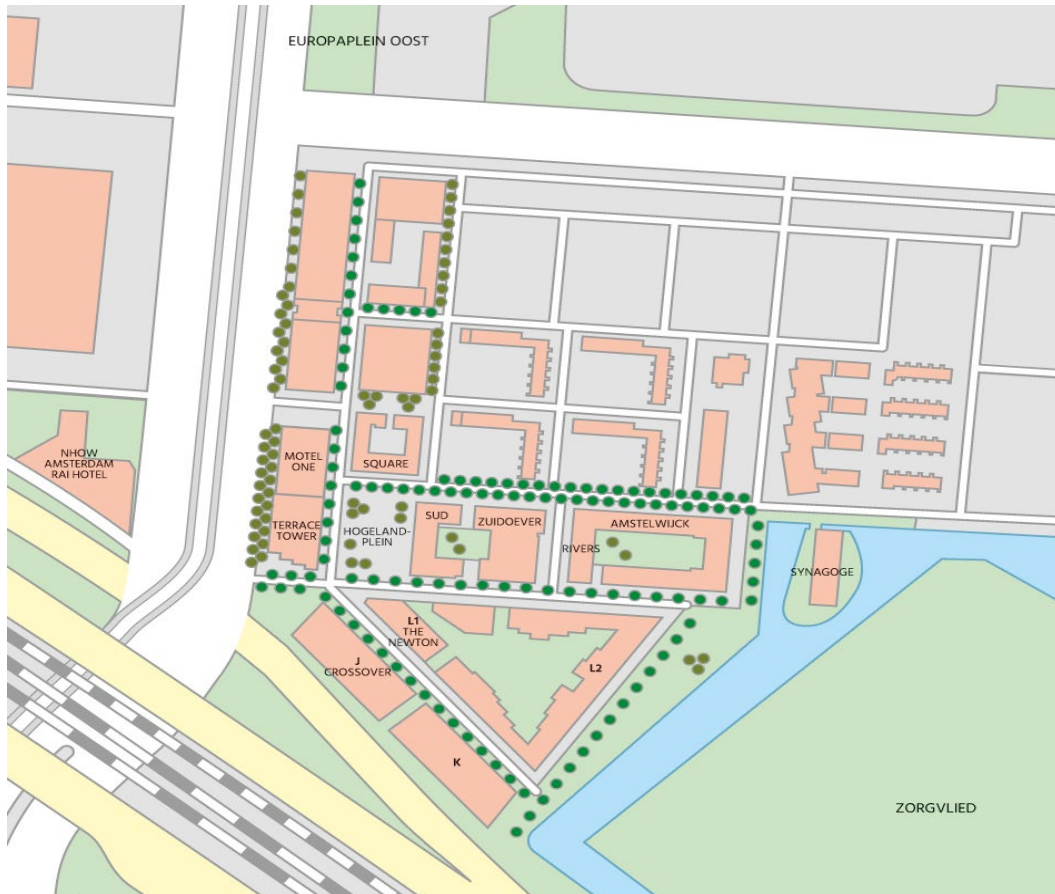 EUROPAPLEIN OOST
NHOW
AMSTERDAM
RAI HOTEL
MOTEL
ONE
SQUARE
TERRACE
TOWER
HOGELAND-
PLEIN
SUD
ZUIDOEVER
AMSTELWIJCK
RIVERS
SYNAGOGE
L1
THE
NEWTON
J
CROSSOVER
L2
K
ZORGVLIED